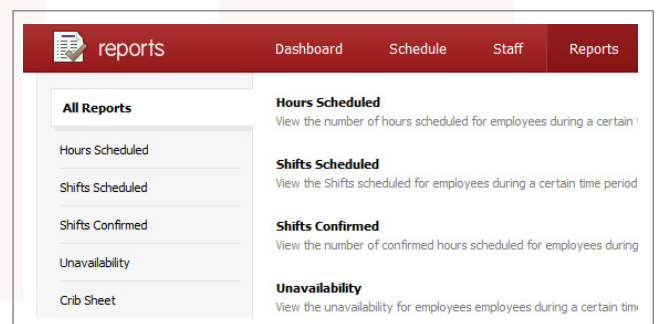 reports
Dashboard Schedule Staff Reports
All Reports
Hours Scheduled
Shifts Scheduled
Shifts Confirmed
Unavailability
Crib Sheet
Hours Scheduled
View the number of hours scheduled for employees during a certain
Shifts Scheduled
View the Shifts scheduled for employees during a certain time period
Shifts Confirmed
View the number of confirmed hours scheduled for employees during
Unavailability
View the unavailability for employees employees during a certain time